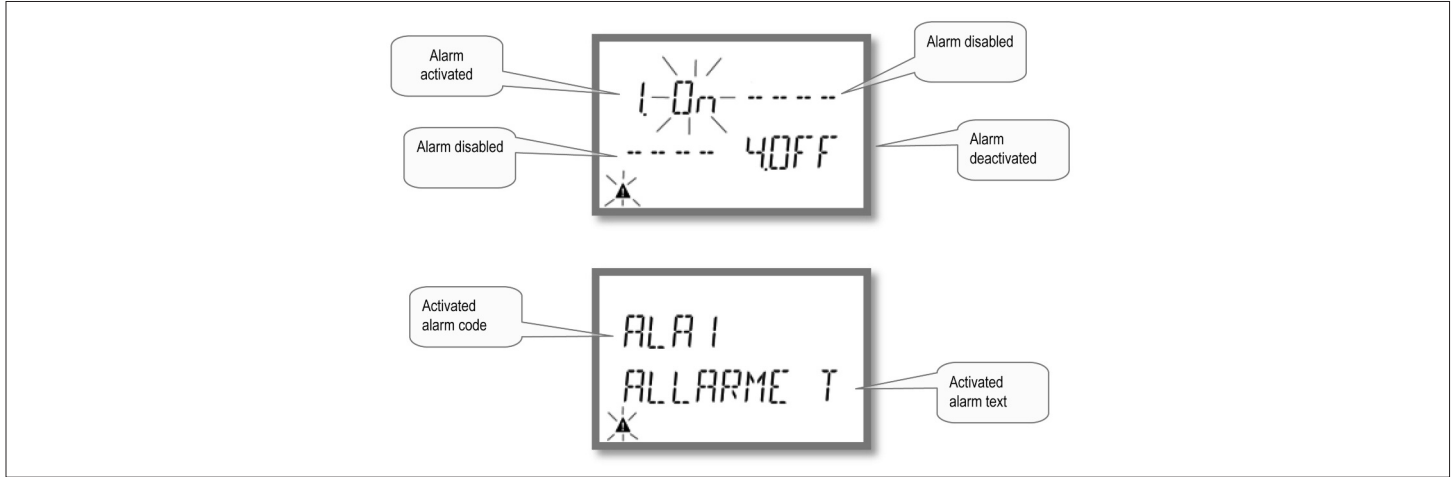 Alarm
activated
Alarm disabled
1. On ----
Alarm disabled
---- 4.OFF
Alarm
deactivated
Activated
alarm code
ALA1
ALLARME T
Activated
alarm text